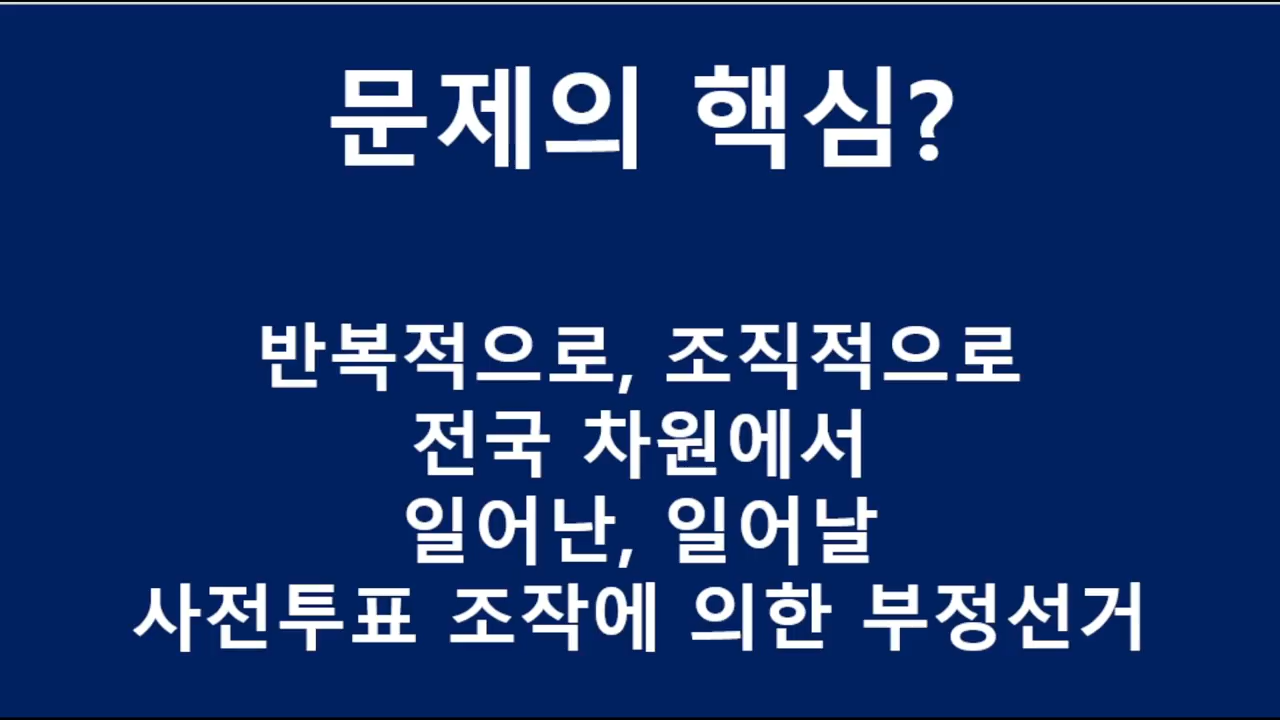 문제의 핵심?
반복적으로, 조직적으로
전국 차원에서
일어난, 일어날
사전투표 조작에 의한 부정선거